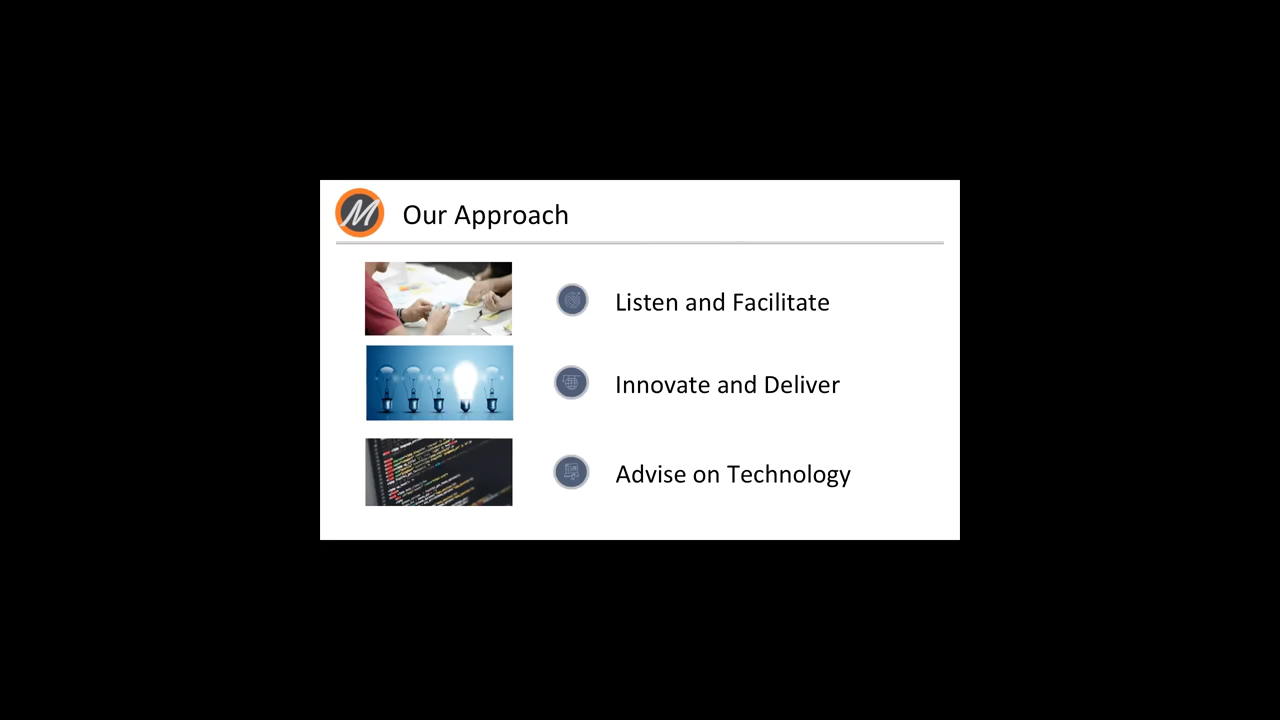 M
Our Approach
Listen and Facilitate
Innovate and Deliver
Advise on Technology